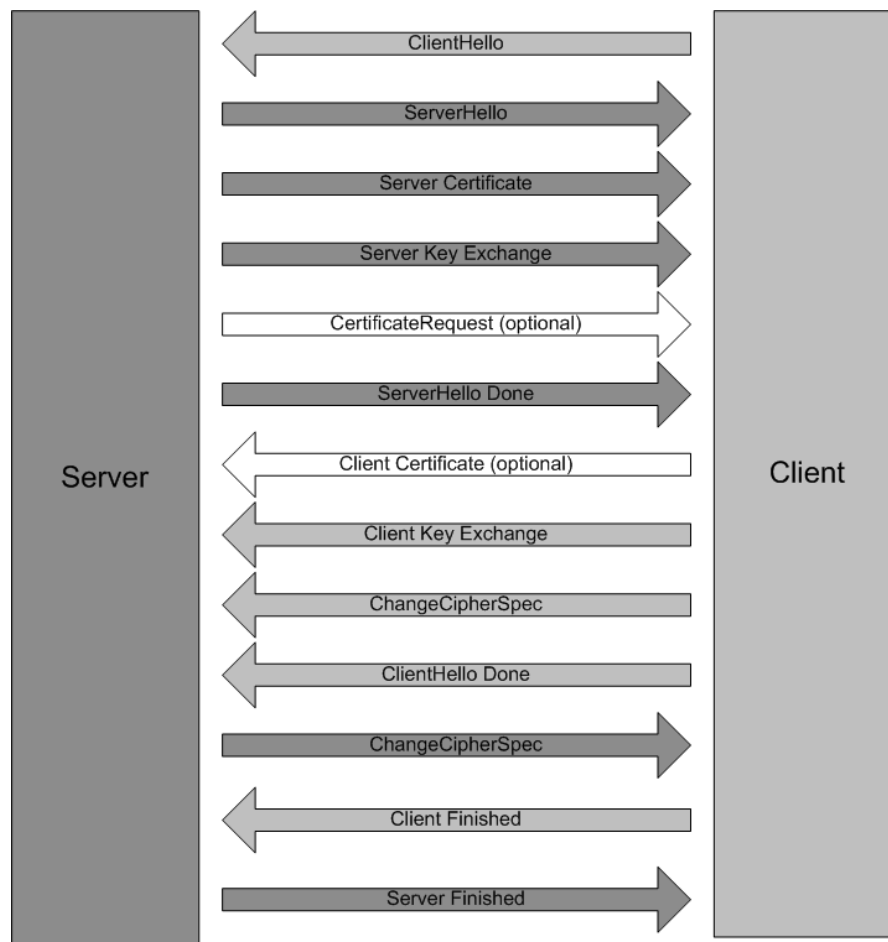 ClientHello
ServerHello
Server Certificate
Server Key Exchange
CertificateRequest (optional)
ServerHello Done
Client Certificate (optional)
Server
Client
Client Key Exchange
ChangeCipherSpec
ClientHello Done
ChangeCipherSpec
Client Finished
Server Finished